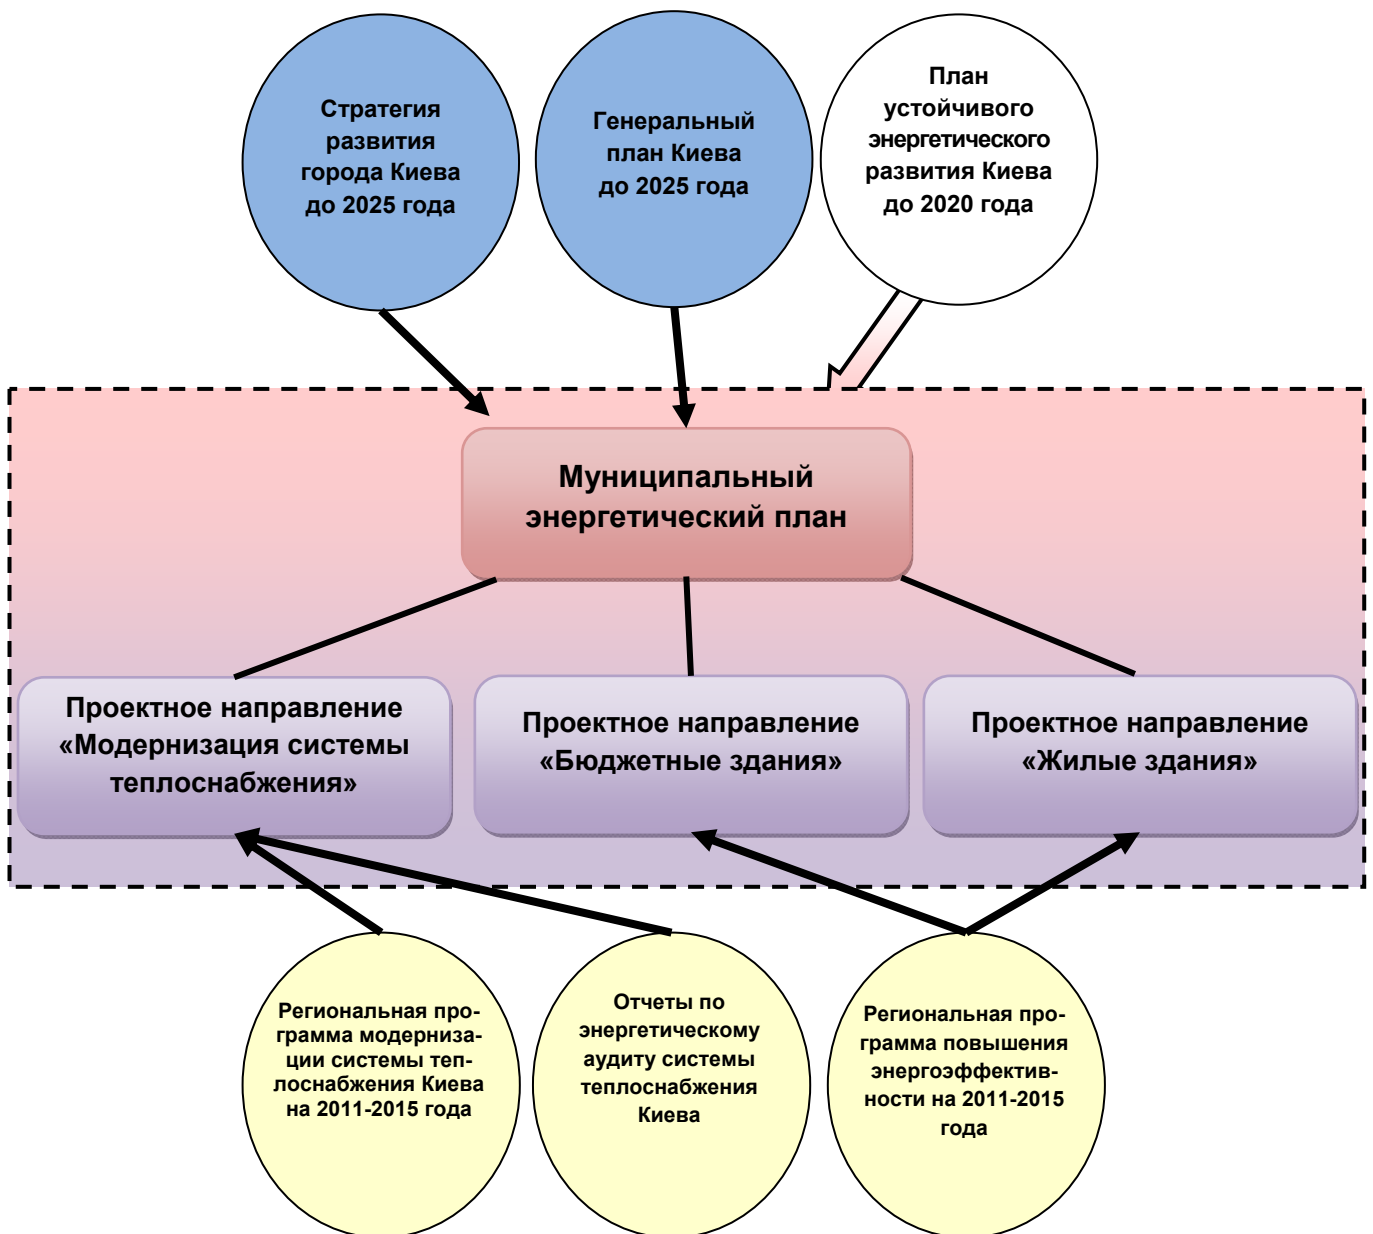 Стратегия
развития
города Киева
до 2025 года
Генеральный
план Киева
до 2025 года
План
устойчивого
энергетического
развития Киева
до 2020 года
Муниципальный
энергетический план
Проектное направление
«Модернизация системы
теплоснабжения»
Проектное направление
«Бюджетные здания»
Проектное направление
«Жилые здания»
Региональная про-
грамма модерниза-
ции системы теп-
лоснабжения Киева
на 2011-2015 года
Отчеты по
энергетическому
аудиту системы
теплоснабжения
Киева
Региональная про-
грамма повышения
энергоэффектив-
ности на 2011-2015
года